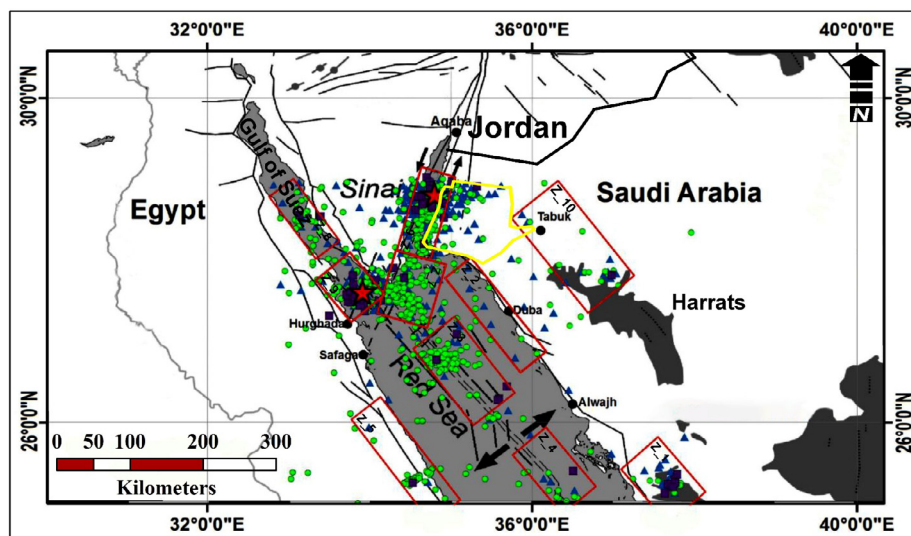 32°0'0"E 36°0'0"E 40°0'0"E
30°0'0"N 30°0'0"N
N
Aqaba
Jordan
Gulf of Suez
Sinai
Saudi Arabia
Egypt
Z_10
Tabuk
Z_2
Harrats
Duba
Hurghada
Safaga
Red Sea
Alwajh
26°0'0"N 26°0'0"N
Z_5
Z_4
0 50 100 200 300
Kilometers
32°0'0"E 36°0'0"E 40°0'0"E